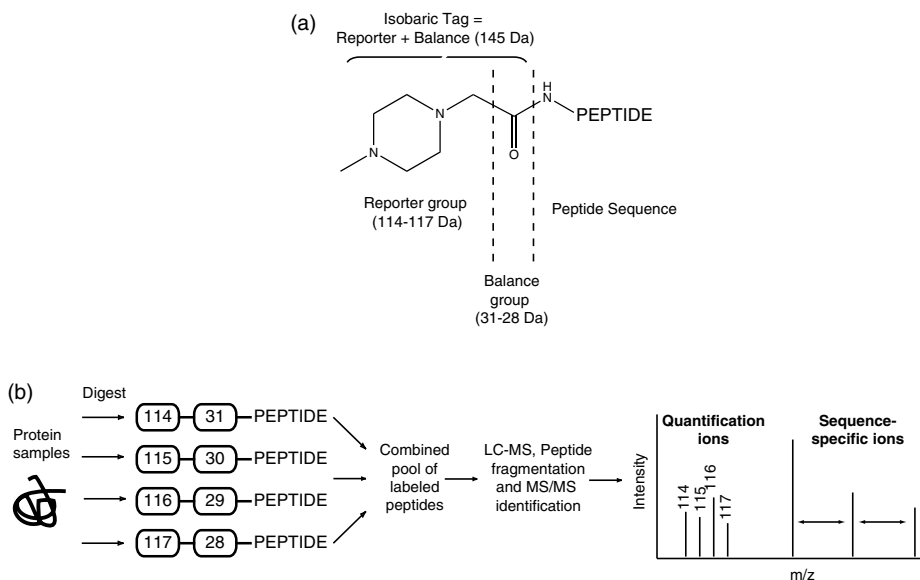 (a)
Isobaric Tag =
Reporter + Balance (145 Da)
N
N
O
H
N
PEPTIDE
Reporter group
(114-117 Da)
Peptide Sequence
Balance
group
(31-28 Da)
(b)
Digest
Protein
samples
114 31 PEPTIDE
115 30 PEPTIDE
116 29 PEPTIDE
117 28 PEPTIDE
Combined
pool of
labeled
peptides
LC-MS, Peptide
fragmentation
and MS/MS
identification
Intensity
Quantification
ions
Sequence-
specific ions
114
115
116
117
m/z